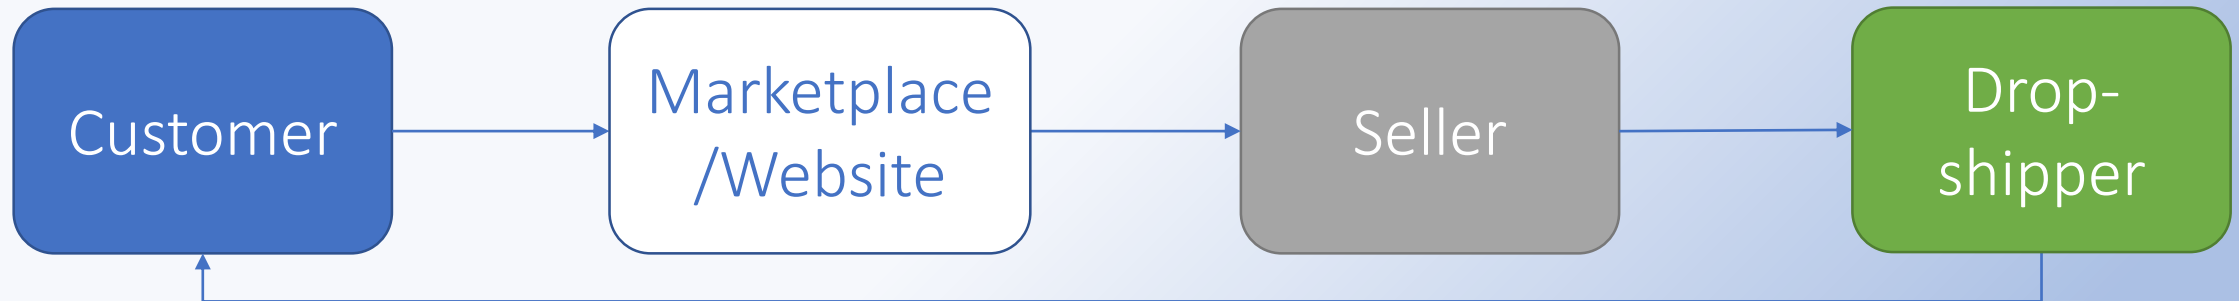 Customer
Marketplace
/Website
Seller
Drop-
shipper